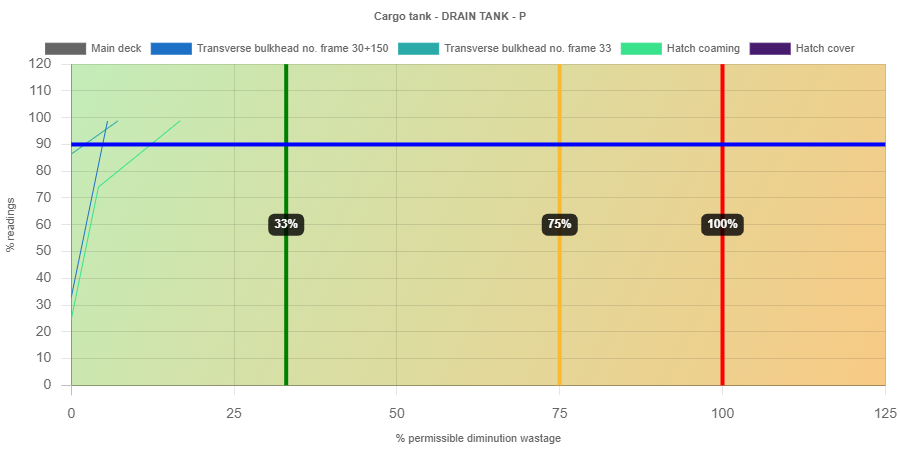 Cargo tank - DRAIN TANK - P
Main deck Transverse bulkhead no. frame 30+150 Transverse bulkhead no. frame 33 Hatch coaming Hatch cover
120
110
100
90
80
70
60
50
40
30
20
10
0
% readings
33% 75% 100%
0 25 50 75 100 125
% permissible diminution wastage